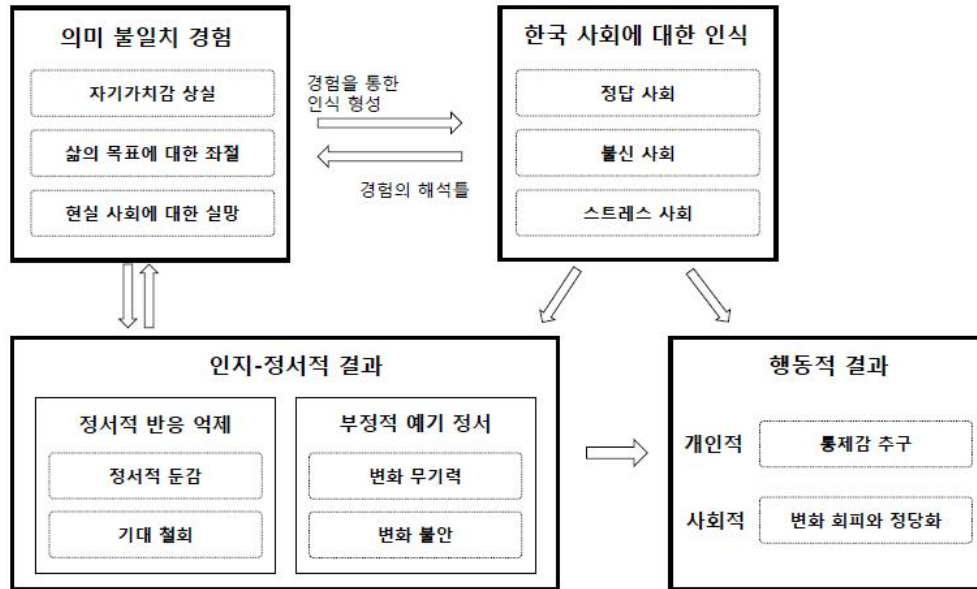 의미 불일치 경험
자기가치감 상실
삶의 목표에 대한 좌절
현실 사회에 대한 실망
경험을 통한
인식 형성
경험의 해석틀
한국 사회에 대한 인식
정답 사회
불신 사회
스트레스 사회
인지-정서적 결과
정서적 반응 억제
정서적 둔감
기대 철회
부정적 예기 정서
변화 무기력
변화 불안
행동적 결과
개인적
통제감 추구
사회적
변화 회피와 정당화